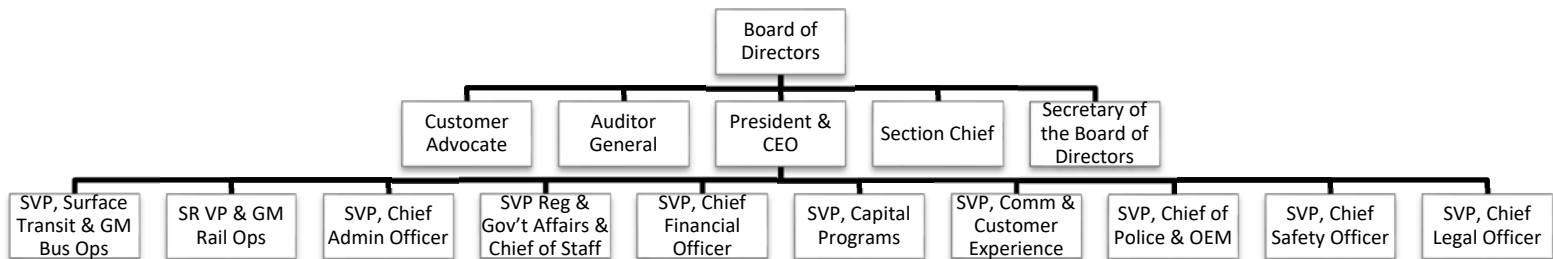 Board of
Directors
Customer
Advocate
Auditor
General
President &
CEO
Section Chief
Secretary of
the Board of
Directors
SVP, Surface
Transit & GM
Bus Ops
SR VP & GM
Rail Ops
SVP, Chief
Admin Officer
SVP Reg &
Gov’t Affairs &
Chief of Staff
SVP, Chief
Financial
Officer
SVP, Capital
Programs
SVP, Comm &
Customer
Experience
SVP, Chief of
Police & OEM
SVP, Chief
Safety Officer
SVP, Chief
Legal Officer